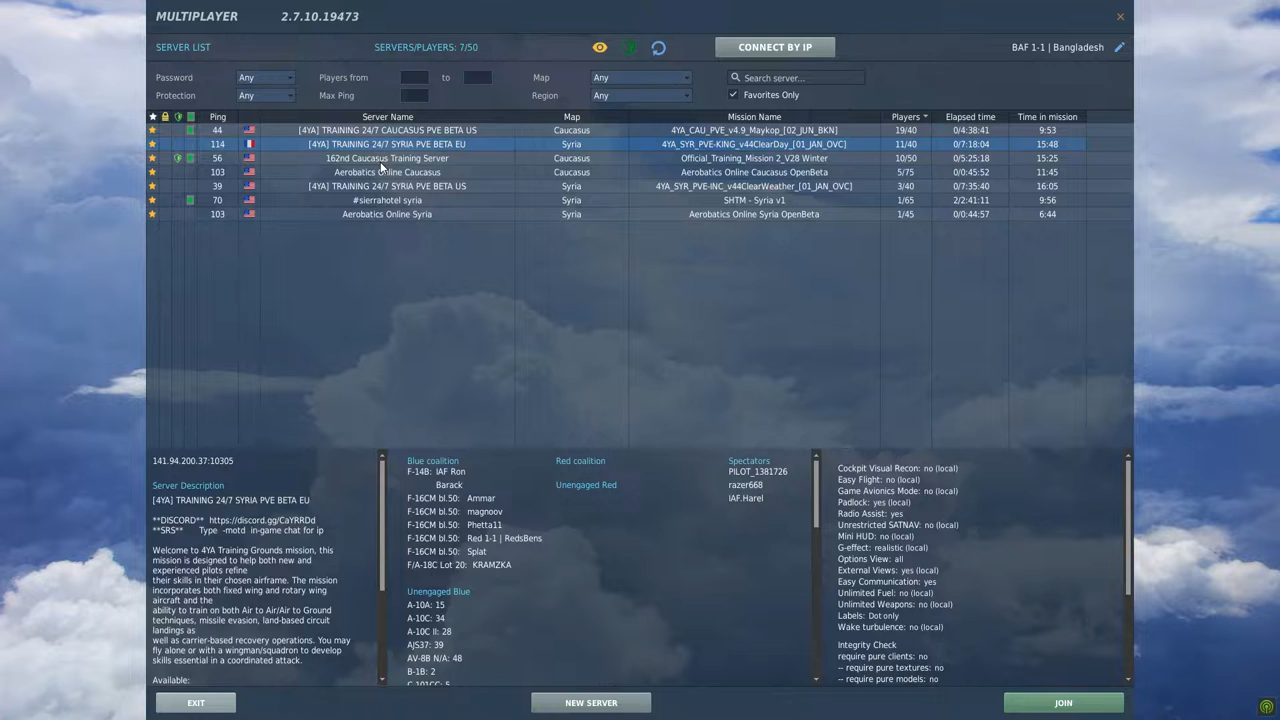 MULTIPLAYER 2.7.10.19473
SERVER LIST SERVERS/PLAYERS: 7/50 CONNECT BY IP BAF 1-1 | Bangladesh
Password Any Players from to Map Any Search server...
Protection Any Max Ping Region Any Favorites Only
Ping Server Name Map Mission Name Players Elapsed time Time in mission
44 [4YA] TRAINING 24/7 CAUCASUS PVE BETA US Caucasus 4YA_CAU_PVE_v4.9_Maykop_[02_JUN_BKN] 19/40 0/4:38:41 9:53
114 [4YA] TRAINING 24/7 SYRIA PVE BETA EU Syria 4YA_SYR_PVE-KING_v44ClearDay_[01_JAN_OVC] 11/40 0/7:18:04 15:48
56 162nd Caucasus Training Server Caucasus Official_Training_Mission 2_V28 Winter 10/50 0/5:25:18 15:25
103 Aerobatics Online Caucasus Caucasus Aerobatics Online Caucasus OpenBeta 5/75 0/0:45:52 11:45
39 [4YA] TRAINING 24/7 SYRIA PVE BETA US Syria 4YA_SYR_PVE-INC_v44ClearWeather_[01_JAN_OVC] 3/40 0/7:35:40 16:05
70 #sierrahotel syria Syria SHTM - Syria v1 1/65 2/2:41:11 9:56
103 Aerobatics Online Syria Syria Aerobatics Online Syria OpenBeta 1/45 0/0:44:57 6:44
141.94.200.37:10305
Server Description
[4YA] TRAINING 24/7 SYRIA PVE BETA EU
**DISCORD** https://discord.gg/CaYRRDd
**SRS** Type -motd in-game chat for ip
Welcome to 4YA Training Grounds mission, this
mission is designed to help both new and
experienced pilots refine
their skills in their chosen airframe. The mission
incorporates both fixed wing and rotary wing
aircraft and the
ability to train on both Air to Air/Air to Ground
techniques, missile evasion, land-based circuit
landings as
well as carrier-based recovery operations. You may
fly alone or with a wingman/squadron to develop
skills essential in a coordinated attack.
Available:
Blue coalition
F-14B: IAF Ron
Barack
F-16CM bl.50: Ammar
F-16CM bl.50: magnoov
F-16CM bl.50: Phetta11
F-16CM bl.50: Red 1-1 | RedsBens
F-16CM bl.50: Splat
F/A-18C Lot 20: KRAMZKA
Unengaged Blue
A-10A: 15
A-10C: 34
A-10C II: 28
AJS37: 39
AV-8B N/A: 48
B-1B: 2
C-101CC: 5
Red coalition
Unengaged Red
Spectators
PILOT_1381726
razer668
IAF.Harel
Cockpit Visual Recon: no (local)
Easy Flight: no (local)
Game Avionics Mode: no (local)
Padlock: yes (local)
Radio Assist: yes
Unrestricted SATNAV: no (local)
Mini HUD: no (local)
G-effect: realistic (local)
Options View: all
External Views: yes (local)
Easy Communication: yes
Unlimited Fuel: no (local)
Unlimited Weapons: no (local)
Labels: Dot only
Wake turbulence: no (local)
Integrity Check
require pure clients: no
-- require pure textures: no
-- require pure models: no
EXIT NEW SERVER JOIN